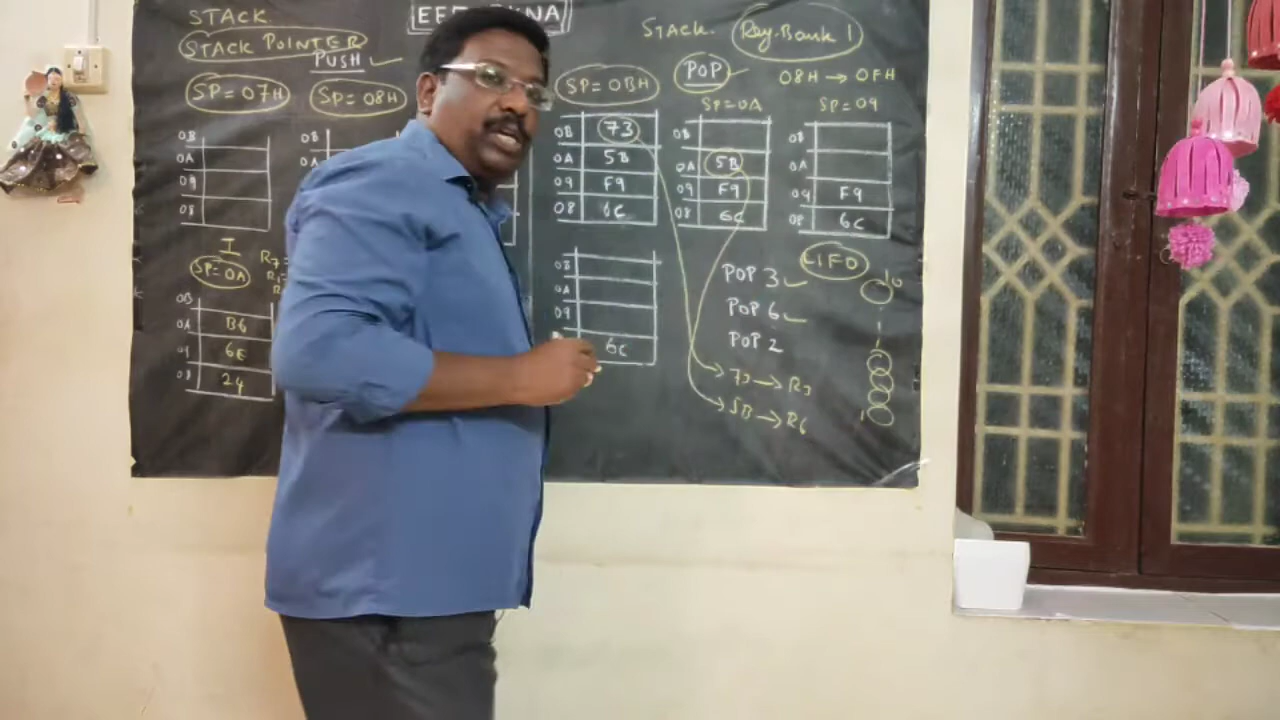 STACK
STACK POINTER
PUSH
SP = 07H
SP = 08H
0B
0A
09
08
0B
0A
I
SP = 0A
R7 =
0B
0A B6
09 6E
08 24
STACK.
Reg. Bank 1
POP
08H → 0FH
SP = 0BH
SP = 0A
SP = 09
0B 73
0A 5B
09 F9
08 6C
0B
0A 5B
09 F9
08 6C
0B
0A
09 F9
08 6C
LIFO
10
0B
0A
09
6C
POP 3
POP 6
POP 2
73 → R3
5B → R6
1